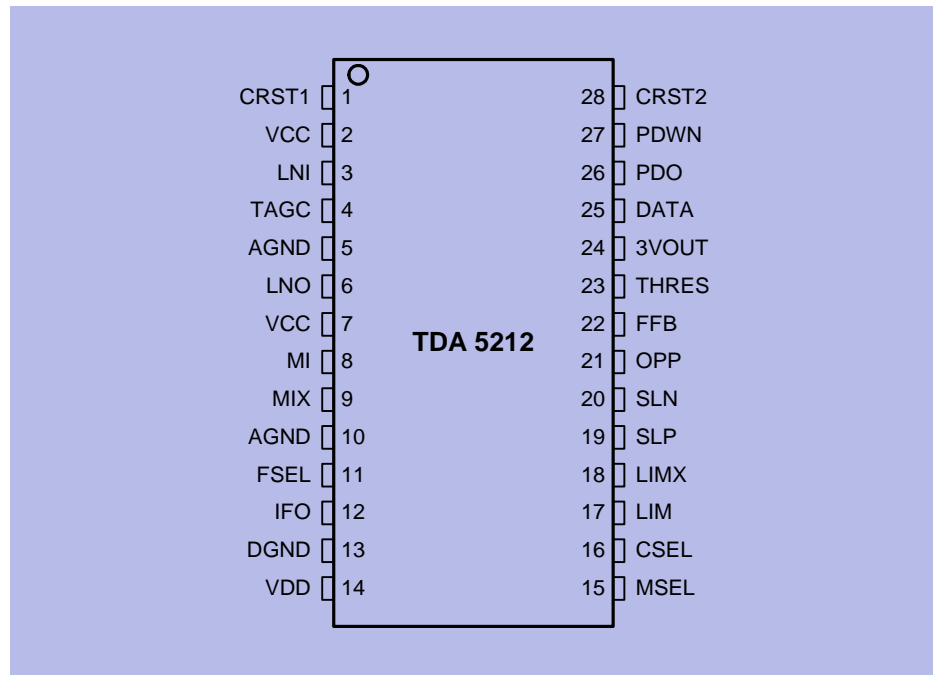 CRST1 1 28 CRST2
VCC 2 27 PDWN
LNI 3 26 PDO
TAGC 4 25 DATA
AGND 5 24 3VOUT
LNO 6 23 THRES
VCC 7 22 FFB
TDA 5212
MI 8 21 OPP
MIX 9 20 SLN
AGND 10 19 SLP
FSEL 11 18 LIMX
IFO 12 17 LIM
DGND 13 16 CSEL
VDD 14 15 MSEL